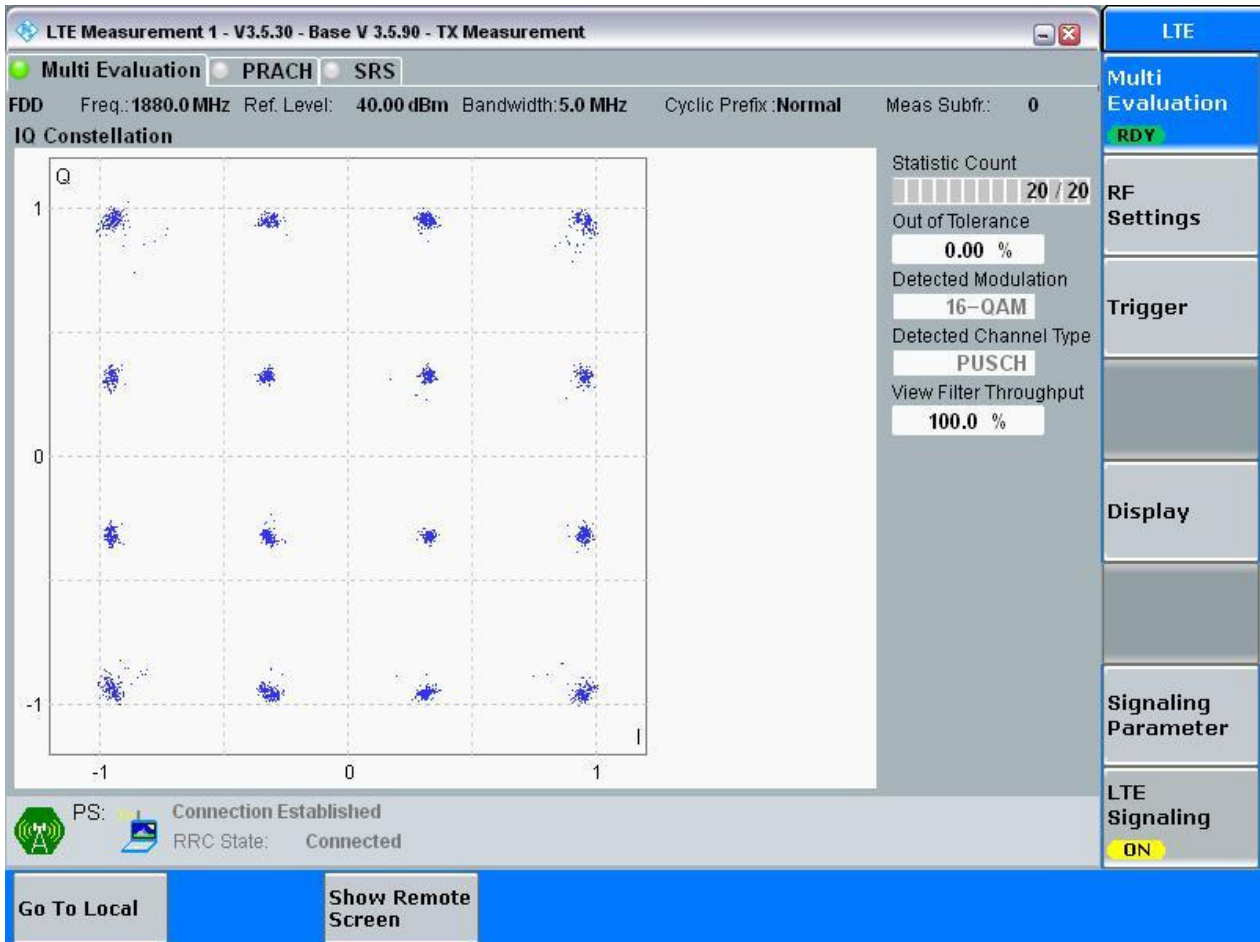 LTE Measurement 1 - V3.5.30 - Base V 3.5.90 - TX Measurement
LTE
Multi Evaluation PRACH SRS
FDD Freq.: 1880.0 MHz Ref. Level: 40.00 dBm Bandwidth: 5.0 MHz Cyclic Prefix : Normal Meas Subfr.: 0
IQ Constellation
Q
1
0
-1
-1 0 1
I
Statistic Count
20 / 20
Out of Tolerance
0.00 %
Detected Modulation
16-QAM
Detected Channel Type
PUSCH
View Filter Throughput
100.0 %
Multi
Evaluation
RDY
RF
Settings
Trigger
Display
Signaling
Parameter
LTE
Signaling
ON
PS: Connection Established
RRC State: Connected
Go To Local
Show Remote
Screen